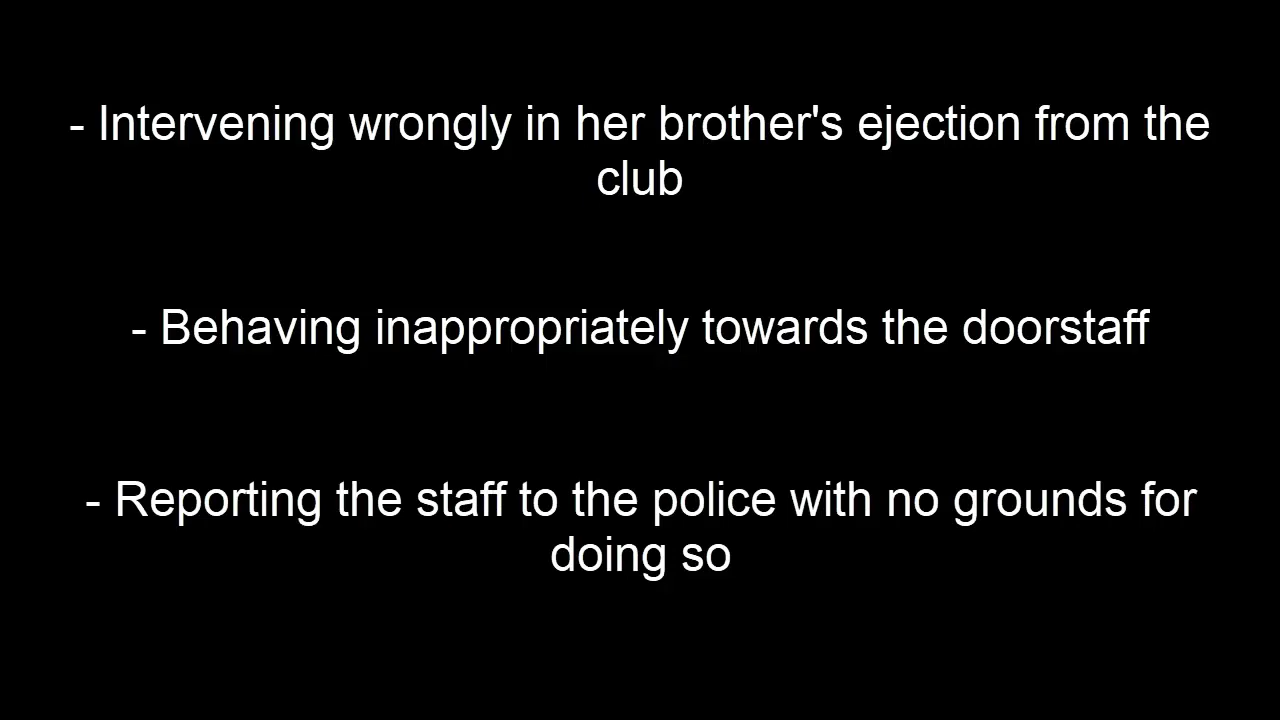 - Intervening wrongly in her brother's ejection from the
club
- Behaving inappropriately towards the doorstaff
- Reporting the staff to the police with no grounds for
doing so